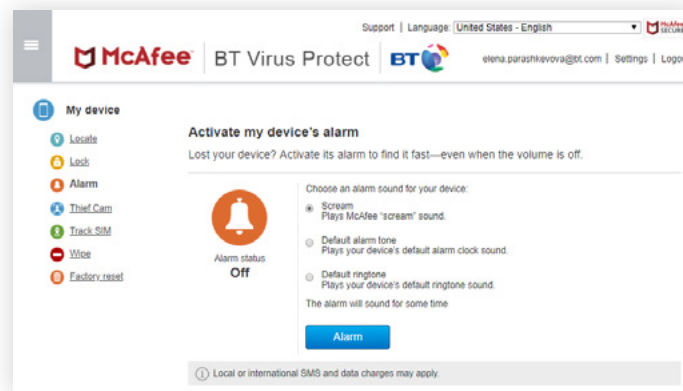 Support | Language: United States - English
McAfee SECURE
McAfee | BT Virus Protect | BT
elena.parashkevova@bt.com | Settings | Logou
My device
Locate
Lock
Alarm
Thief Cam
Track SIM
Wipe
Factory reset
Activate my device's alarm
Lost your device? Activate its alarm to find it fast—even when the volume is off.
Alarm status
Off
Choose an alarm sound for your device:
Scream
Plays McAfee "scream" sound.
Default alarm tone
Plays your device's default alarm clock sound.
Default ringtone
Plays your device's default ringtone sound.
The alarm will sound for some time
Alarm
Local or international SMS and data charges may apply.